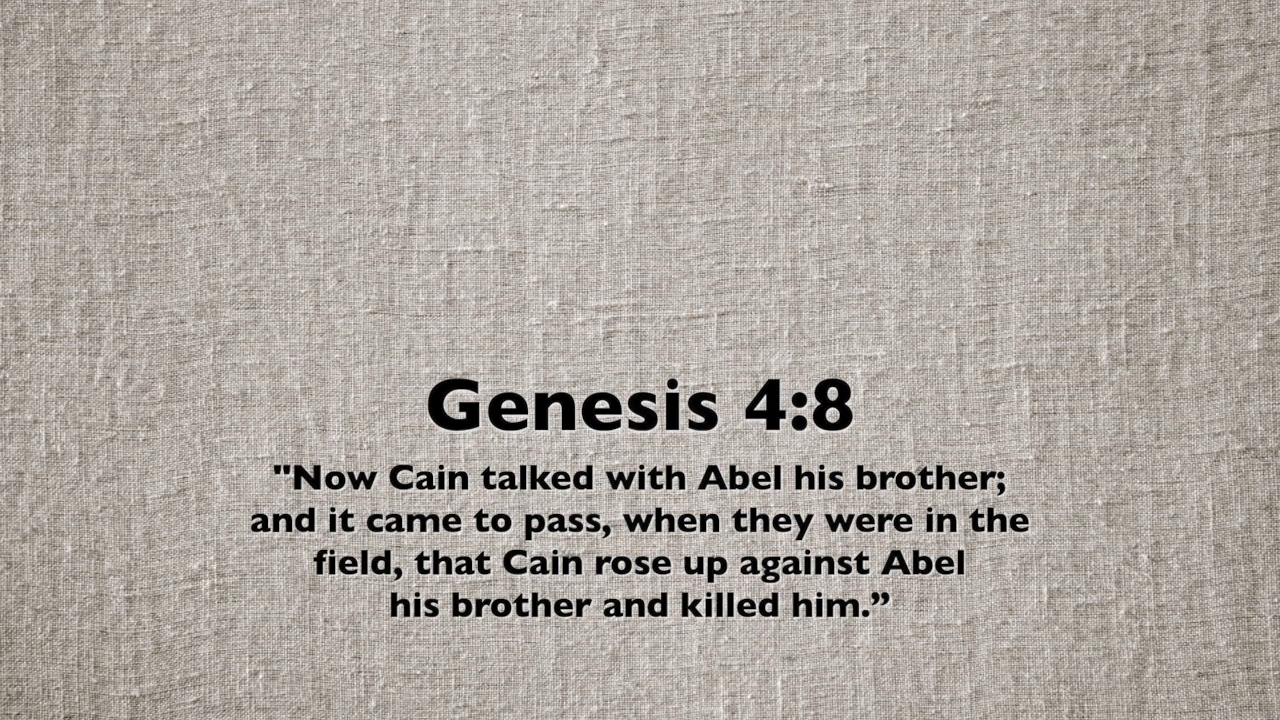 Genesis 4:8
"Now Cain talked with Abel his brother;
and it came to pass, when they were in the
field, that Cain rose up against Abel
his brother and killed him.”